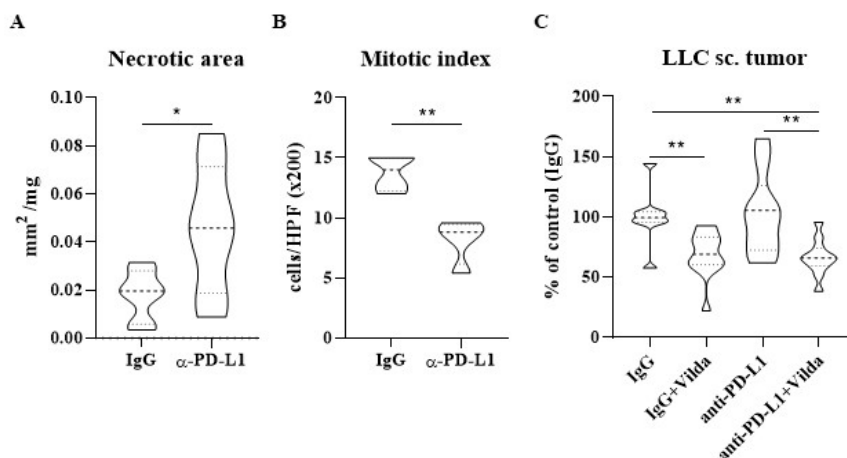 A
Necrotic area
mm² /mg
0.10
0.08
0.06
0.04
0.02
0.00
*
IgG
α-PD-L1
B
Mitotic index
cells/HPF (x200)
20
15
10
5
0
**
IgG
α-PD-L1
C
LLC sc. tumor
% of control (IgG)
200
150
100
50
0
**
**
**
IgG
IgG+Vilda
anti-PD-L1
anti-PD-L1+Vilda